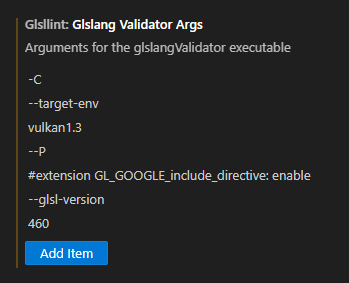 Glsllint: Glslang Validator Args
Arguments for the glslangValidator executable
-C
--target-env
vulkan1.3
--P
#extension GL_GOOGLE_include_directive: enable
--glsl-version
460
Add Item